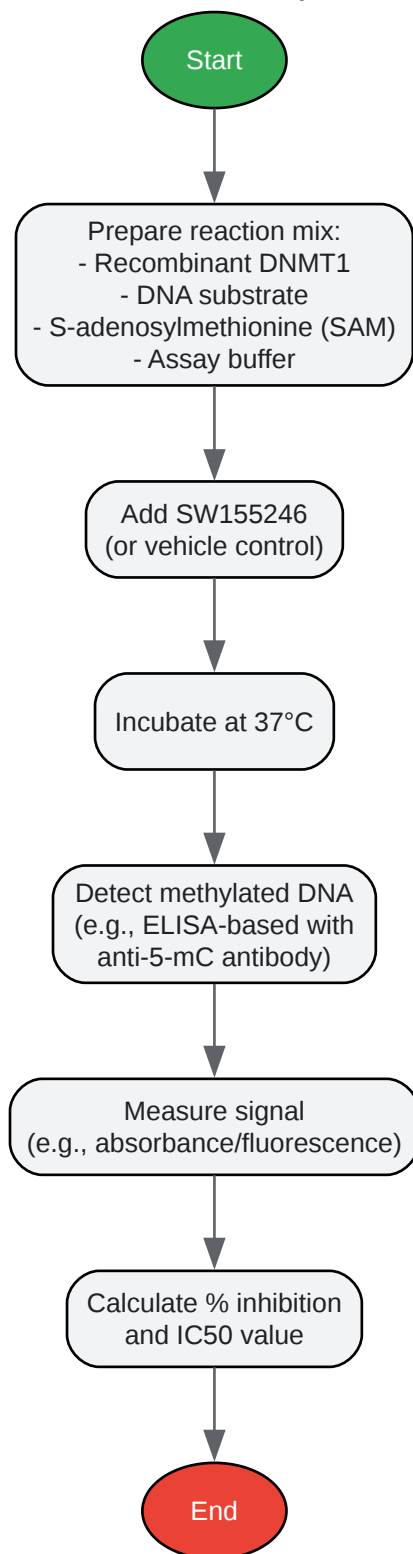 Start
Prepare reaction mix:
- Recombinant DNMT1
- DNA substrate
- S-adenosylmethionine (SAM)
- Assay buffer
Add SW155246
(or vehicle control)
Incubate at 37°C
Detect methylated DNA
(e.g., ELISA-based with
anti-5-mC antibody)
Measure signal
(e.g., absorbance/fluorescence)
Calculate % inhibition
and IC50 value
End